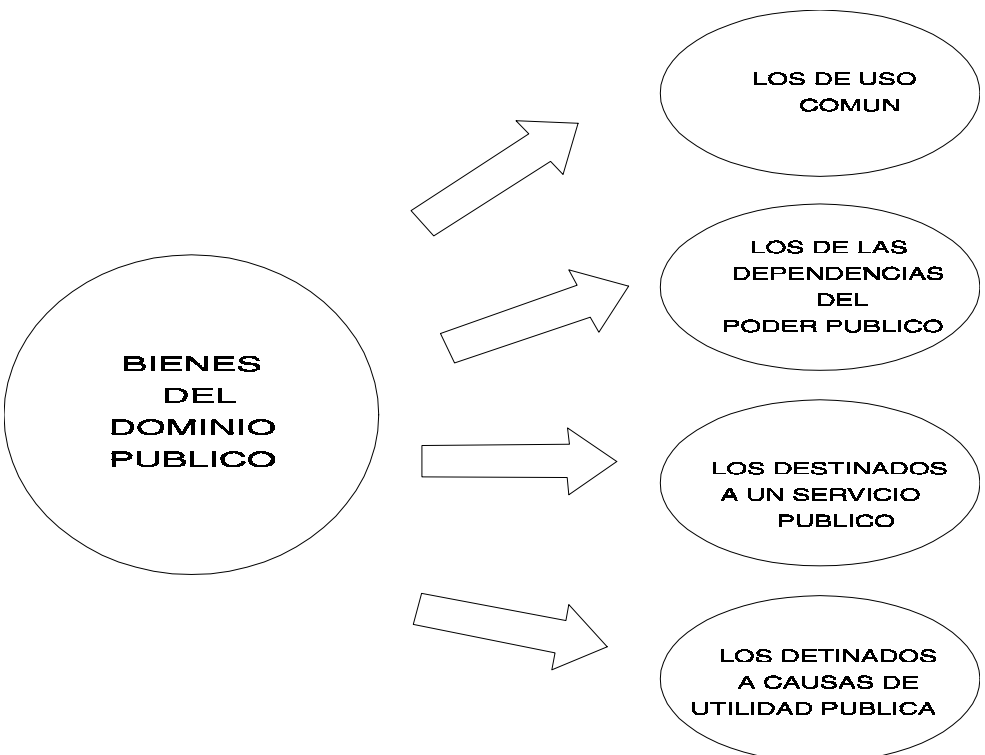 BIENES
DEL
DOMINIO
PUBLICO
LOS DE USO
COMUN
LOS DE LAS
DEPENDENCIAS
DEL
PODER PUBLICO
LOS DESTINADOS
A UN SERVICIO
PUBLICO
LOS DETINADOS
A CAUSAS DE
UTILIDAD PUBLICA